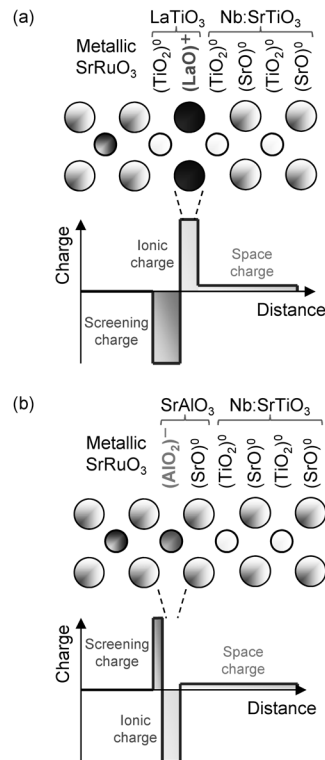 (a)
LaTiO₃ Nb:SrTiO₃
Metallic
SrRuO₃
(TiO₂)⁰
(LaO)⁺
(TiO₂)⁰
(SrO)⁰
(TiO₂)⁰
(SrO)⁰
Charge
Ionic
charge
Space
charge
Screening
charge
Distance
(b)
SrAlO₃ Nb:SrTiO₃
Metallic
SrRuO₃
(AlO₂)⁻
(SrO)⁰
(TiO₂)⁰
(SrO)⁰
(TiO₂)⁰
(SrO)⁰
Charge
Screening
charge
Space
charge
Ionic
charge
Distance